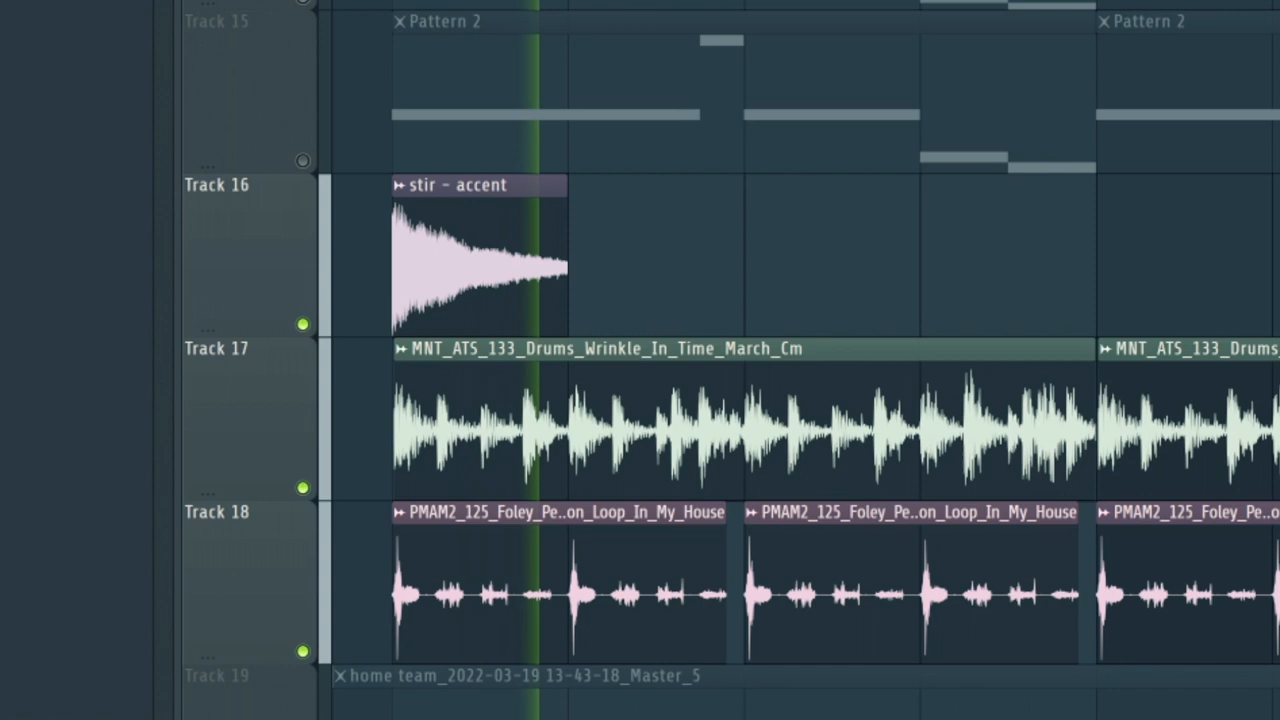 Track 15
Pattern 2
Pattern 2
Track 16
stir - accent
Track 17
MNT_ATS_133_Drums_Wrinkle_In_Time_March_Cm
MNT_ATS_133_Drums
Track 18
PMAM2_125_Foley_Pe..on_Loop_In_My_House
PMAM2_125_Foley_Pe..on_Loop_In_My_House
PMAM2_125_Foley_Pe..o
Track 19
home team_2022-03-19 13-43-18_Master_5